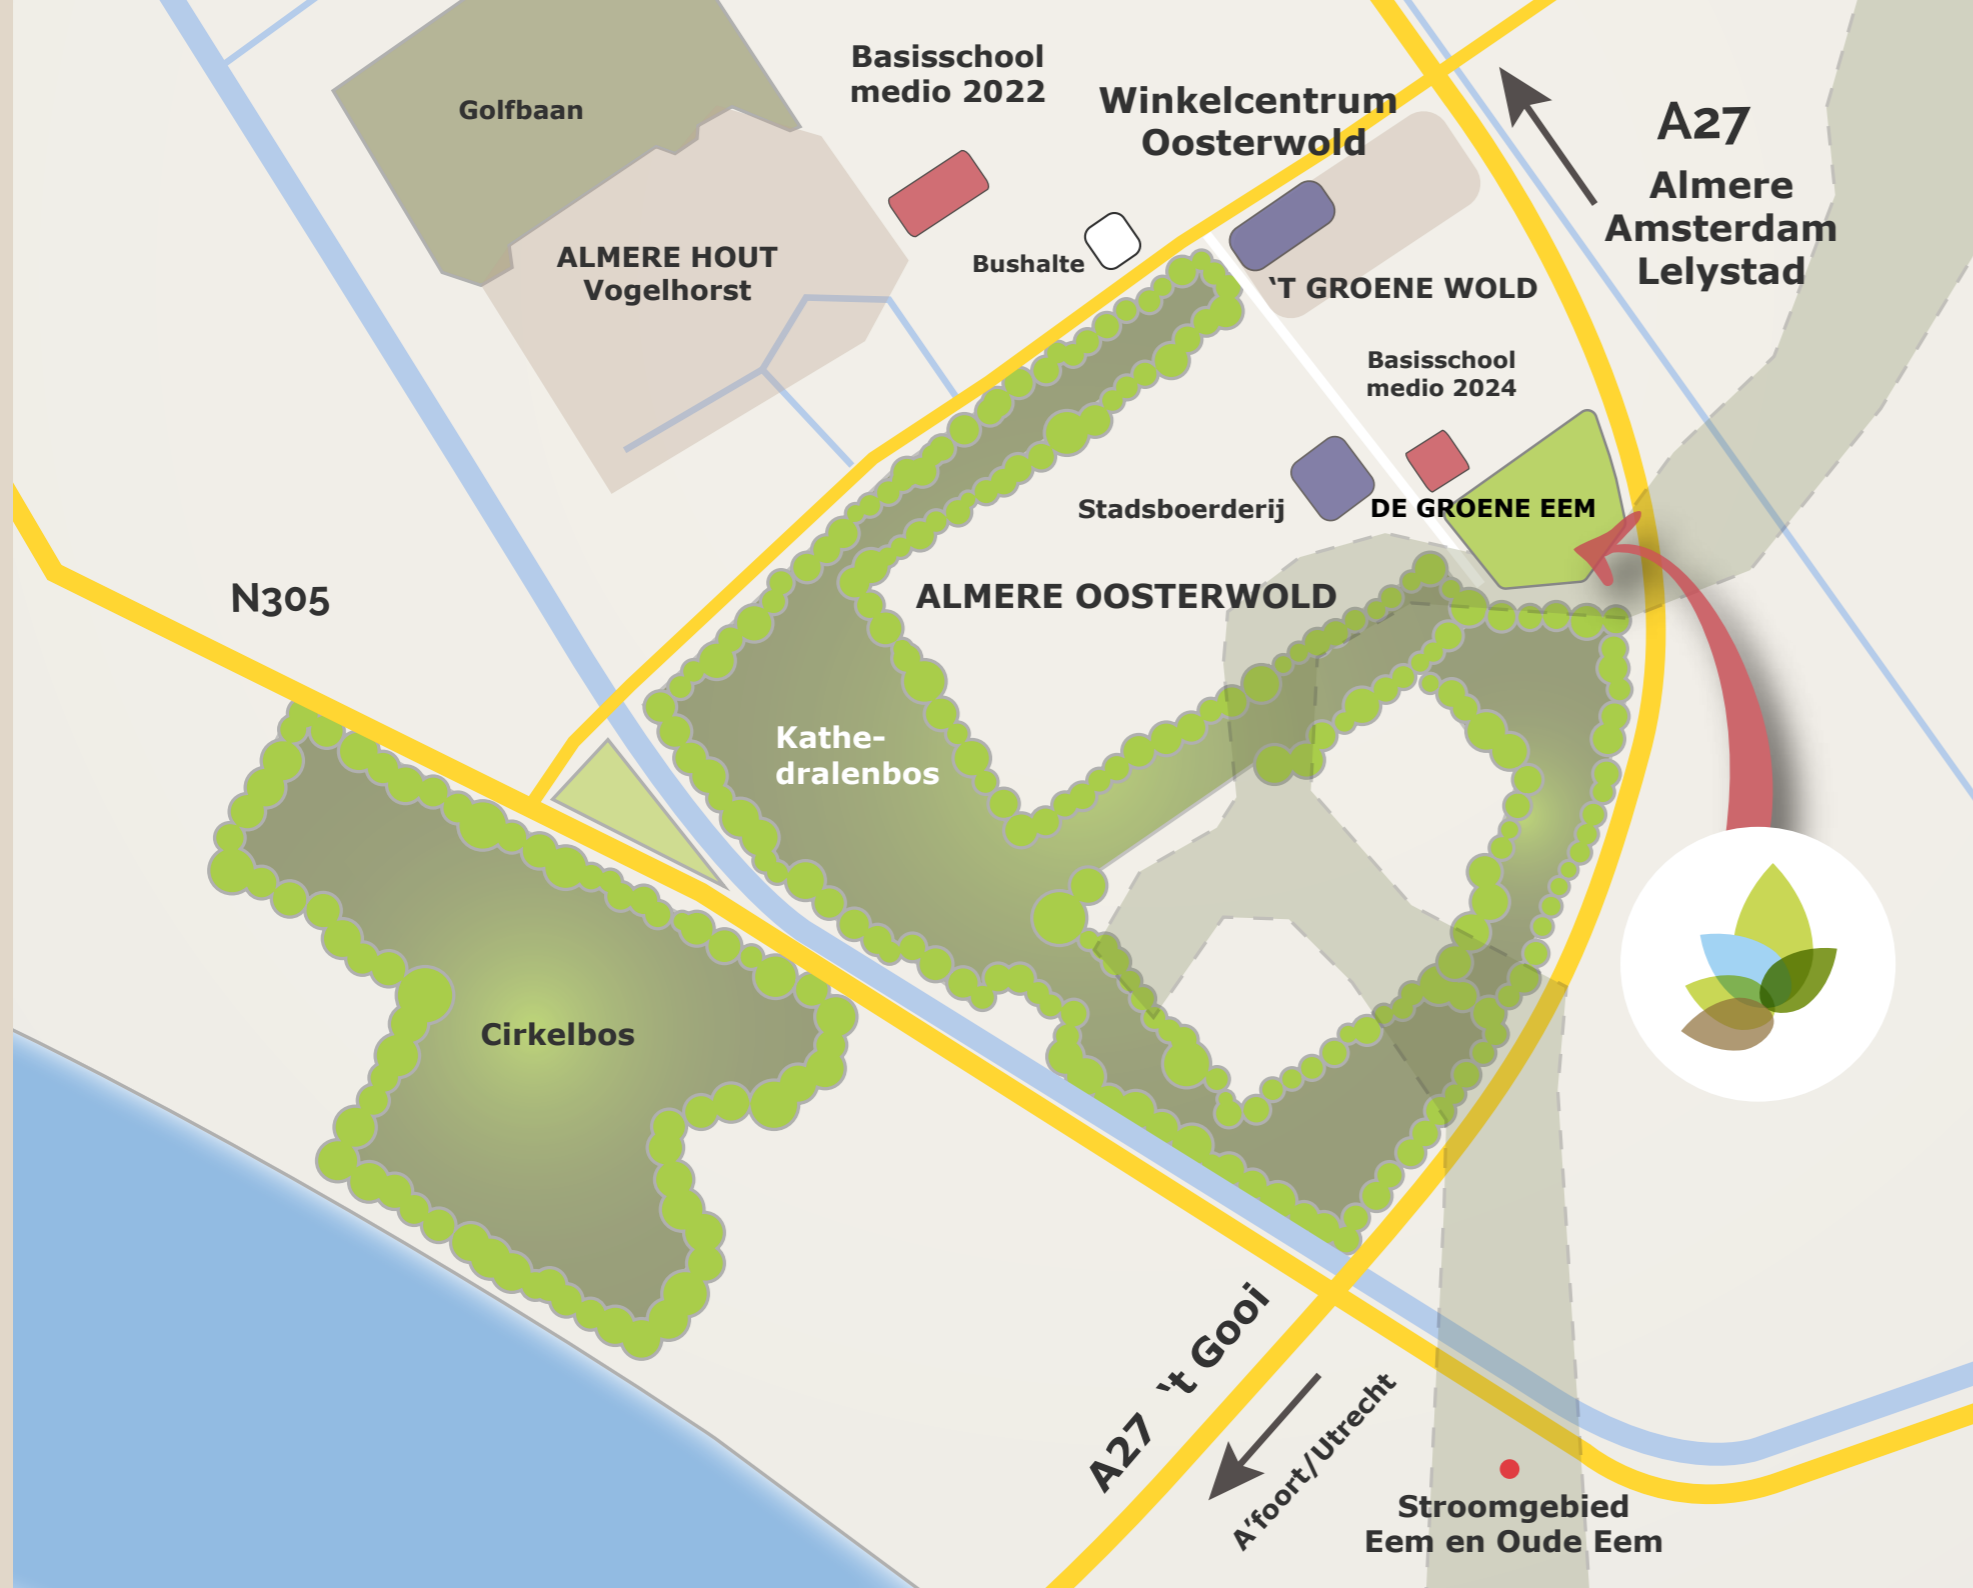 Basisschool
medio 2022
Golfbaan
Winkelcentrum
Oosterwold
A27
Almere
Amsterdam
Lelystad
ALMERE HOUT
Vogelhorst
Bushalte
‘T GROENE WOLD
Basisschool
medio 2024
Stadsboerderij
DE GROENE EEM
N305
ALMERE OOSTERWOLD
Kathe-
dralenbos
Cirkelbos
A27 ‘t Gooi
A’foort/Utrecht
Stroomgebied
Eem en Oude Eem